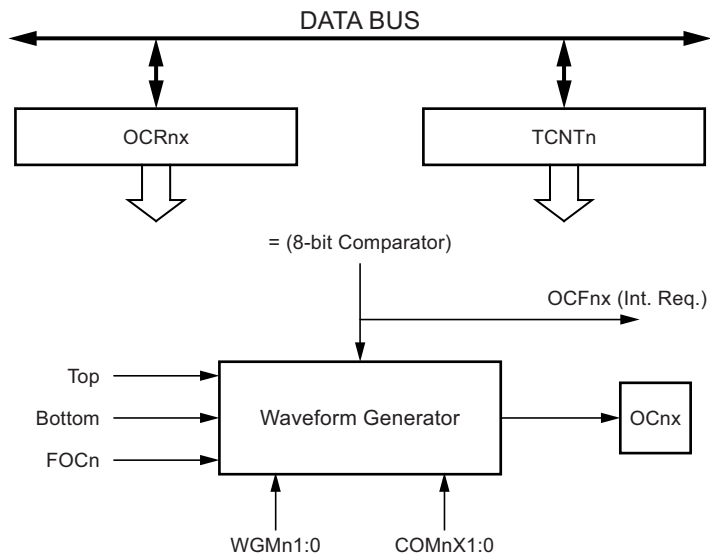 DATA BUS
OCRnx
TCNTn
= (8-bit Comparator)
OCFnx (Int. Req.)
Top
Bottom
FOCn
Waveform Generator
OCnx
WGMn1:0
COMnX1:0